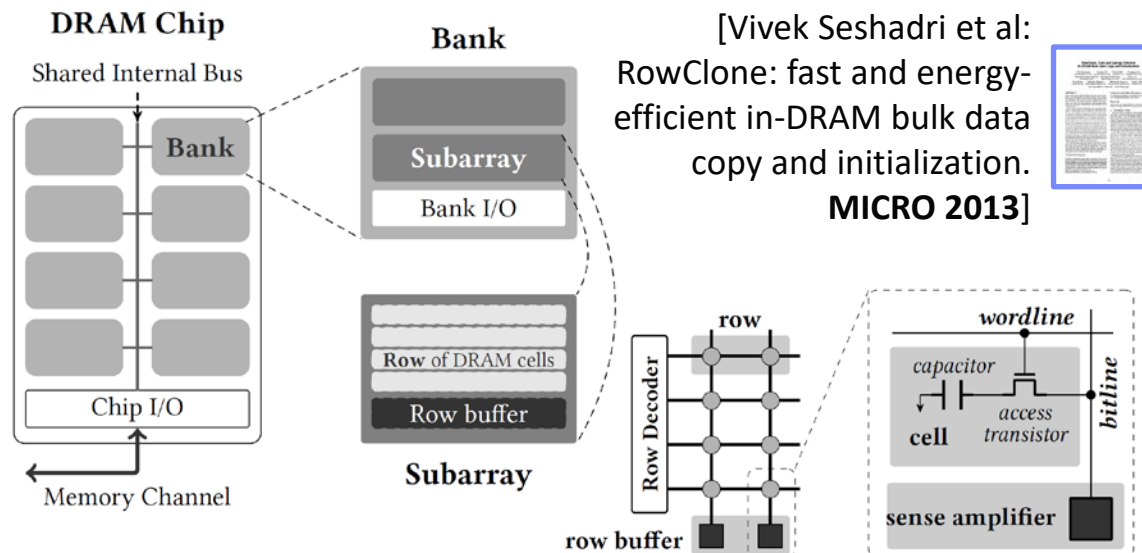 DRAM Chip
Shared Internal Bus
Bank
Chip I/O
Memory Channel
Bank
Subarray
Bank I/O
Row of DRAM cells
Row buffer
Subarray
[Vivek Seshadri et al:
RowClone: fast and energy-
efficient in-DRAM bulk data
copy and initialization.
MICRO 2013]
row
Row Decoder
row buffer
wordline
capacitor
access
transistor
cell
bitline
sense amplifier